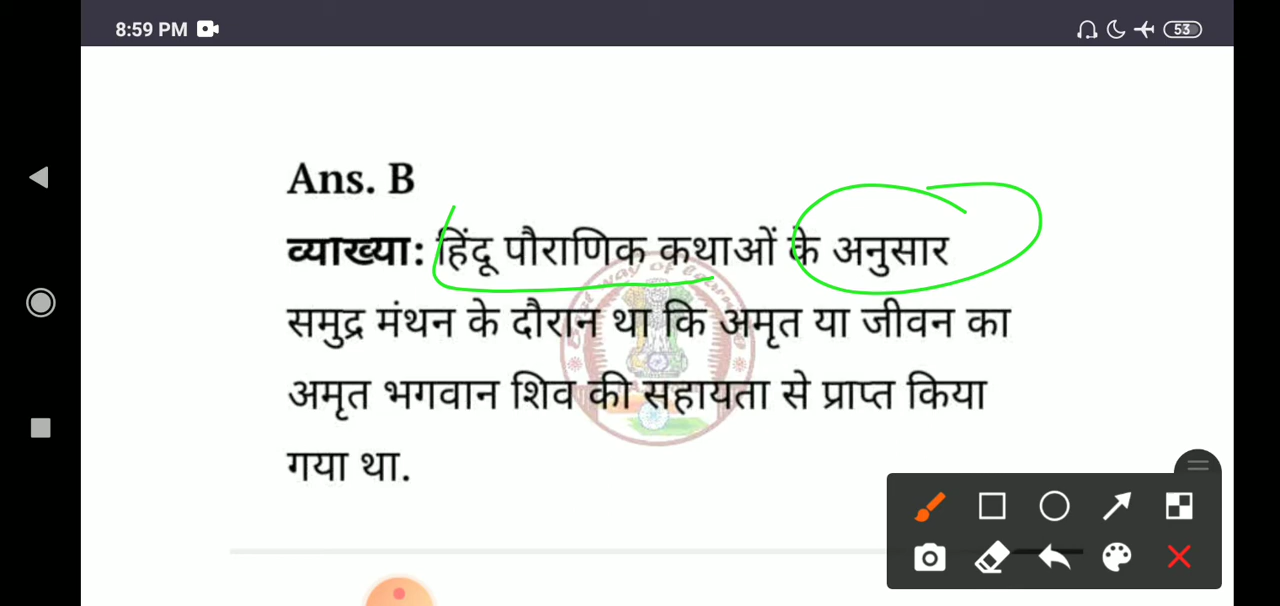 8:59 PM
53
Ans. B
व्याख्या: हिंदू पौराणिक कथाओं के अनुसार
समुद्र मंथन के दौरान था कि अमृत या जीवन का
अमृत भगवान शिव की सहायता से प्राप्त किया
गया था.